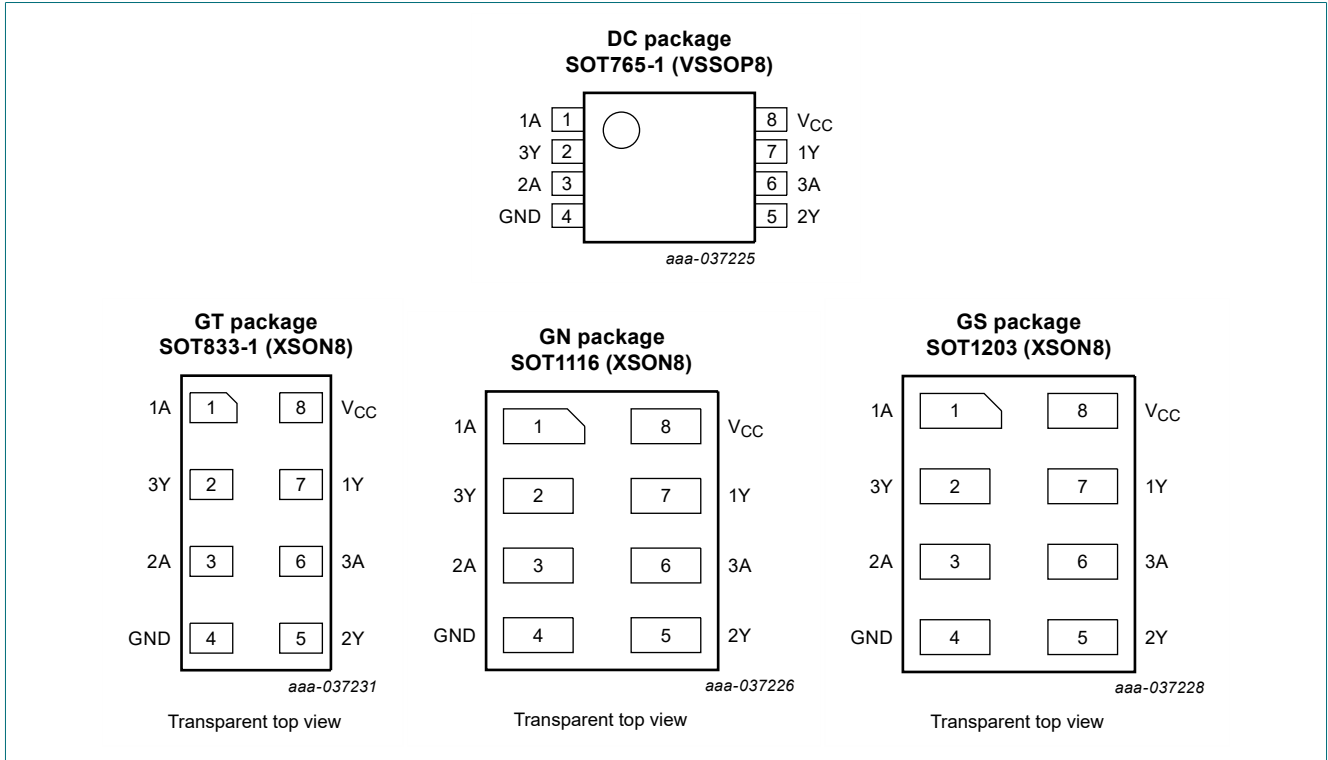 DC package
SOT765-1 (VSSOP8)
1A 1 8 VCC
3Y 2 7 1Y
2A 3 6 3A
GND 4 5 2Y
aaa-037225
GT package
SOT833-1 (XSON8)
1A 1 8 VCC
3Y 2 7 1Y
2A 3 6 3A
GND 4 5 2Y
aaa-037231
Transparent top view
GN package
SOT1116 (XSON8)
1A 1 8 VCC
3Y 2 7 1Y
2A 3 6 3A
GND 4 5 2Y
aaa-037226
Transparent top view
GS package
SOT1203 (XSON8)
1A 1 8 VCC
3Y 2 7 1Y
2A 3 6 3A
GND 4 5 2Y
aaa-037228
Transparent top view